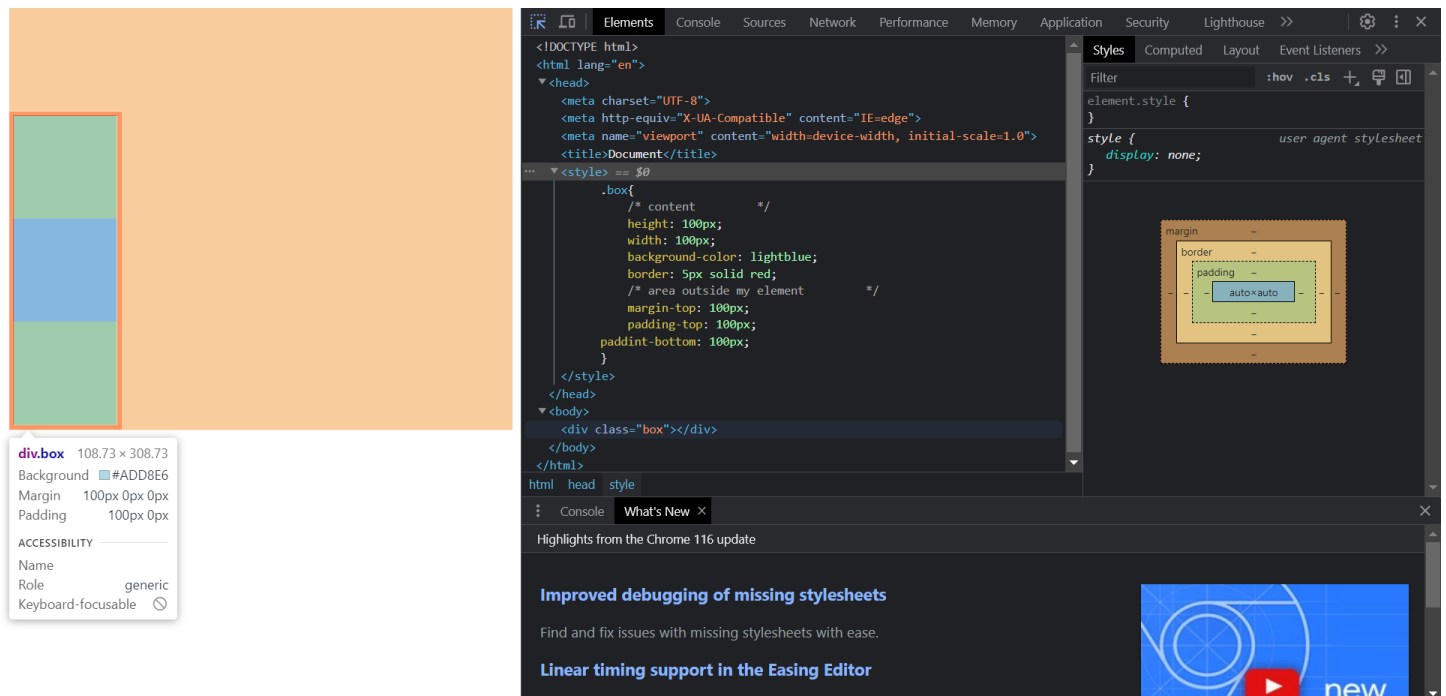 Elements Console Sources Network Performance Memory Application Security Lighthouse
<!DOCTYPE html>
<html lang="en">
<head>
<meta charset="UTF-8">
<meta http-equiv="X-UA-Compatible" content="IE=edge">
<meta name="viewport" content="width=device-width, initial-scale=1.0">
<title>Document</title>
<style> == $0
.box{
/* content */
height: 100px;
width: 100px;
background-color: lightblue;
border: 5px solid red;
/* area outside my element */
margin-top: 100px;
padding-top: 100px;
paddint-bottom: 100px;
}
</style>
</head>
<body>
<div class="box"></div>
</body>
</html>
html head style
Styles Computed Layout Event Listeners
Filter :hov .cls
element.style {
}
style { user agent stylesheet
display: none;
}
margin -
border -
padding -
- - - auto×auto - - -
-
-
-
div.box 108.73 × 308.73
Background #ADD8E6
Margin 100px 0px 0px
Padding 100px 0px
ACCESSIBILITY
Name
Role generic
Keyboard-focusable
Console What's New
Highlights from the Chrome 116 update
Improved debugging of missing stylesheets
Find and fix issues with missing stylesheets with ease.
Linear timing support in the Easing Editor
new